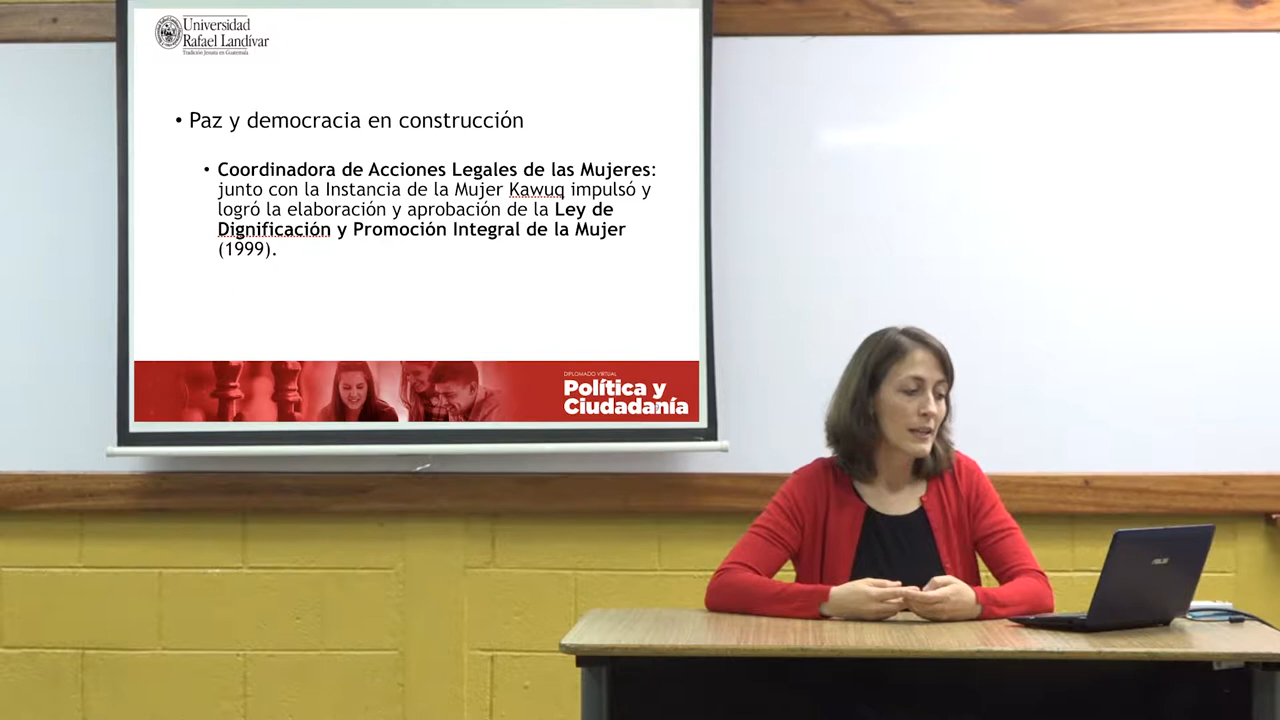 Universidad
Rafael Landívar
Tradición Jesuita en Guatemala
• Paz y democracia en construcción
• Coordinadora de Acciones Legales de las Mujeres:
junto con la Instancia de la Mujer Kawuq impulsó y
logró la elaboración y aprobación de la Ley de
Dignificación y Promoción Integral de la Mujer
(1999).
DIPLOMADO VIRTUAL
Política y
Ciudadanía
ASUS